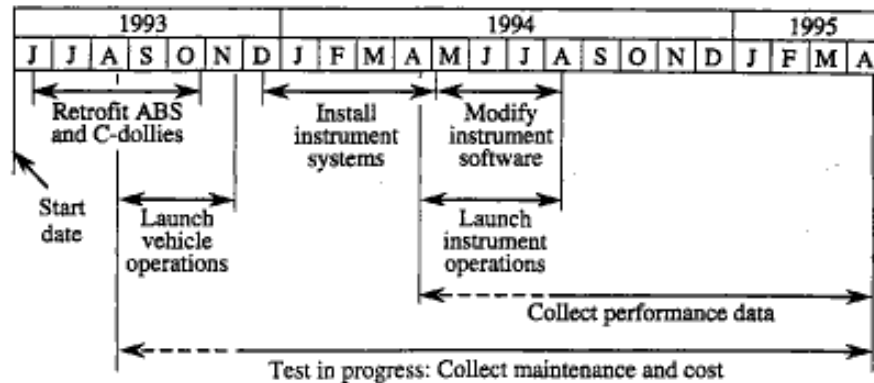 1993 1994 1995
J J A S O N D J F M A M J J A S O N D J F M A
Retrofit ABS
and C-dollies
Install
instrument
systems
Modify
instrument
software
Start
date
Launch
vehicle
operations
Launch
instrument
operations
Collect performance data
Test in progress: Collect maintenance and cost